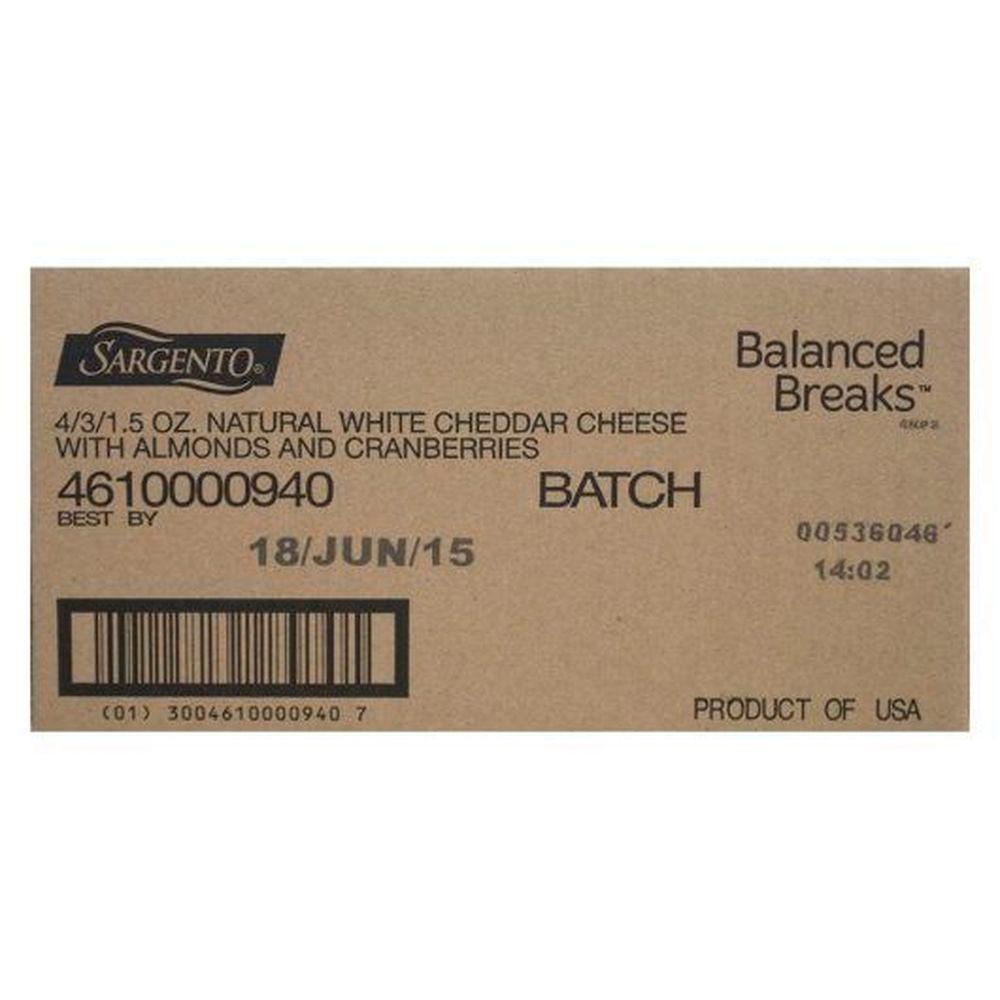 SARGENTO®
Balanced
Breaks™
4/3/1.5 OZ. NATURAL WHITE CHEDDAR CHEESE
WITH ALMONDS AND CRANBERRIES
4610000940
BATCH
BEST BY
18/JUN/15
00536046
14:02
(01) 3004610000940 7
PRODUCT OF USA